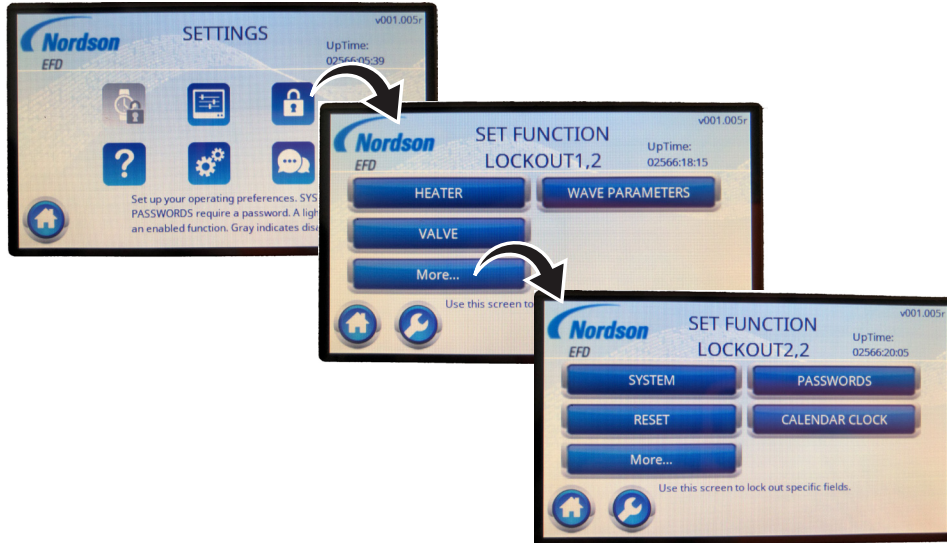 v001.005r
Nordson
EFD
SETTINGS
UpTime:
02566:05:39
?
Set up your operating preferences. SYS
PASSWORDS require a password. A ligh
an enabled function. Gray indicates disa
v001.005r
Nordson
EFD
SET FUNCTION
LOCKOUT1,2
UpTime:
02566:18:15
HEATER
WAVE PARAMETERS
VALVE
More...
Use this screen to
v001.005r
Nordson
EFD
SET FUNCTION
LOCKOUT2,2
UpTime:
02566:20:05
SYSTEM
PASSWORDS
RESET
CALENDAR CLOCK
More...
Use this screen to lock out specific fields.